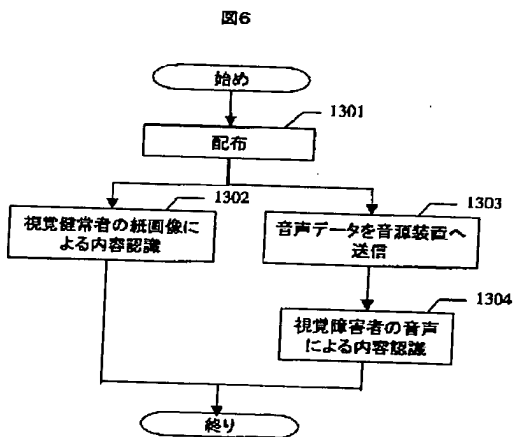 図6
始め
1301
配布
1302
視覚健常者の紙画像に
よる内容認識
1303
音声データを音源装置へ
送信
1304
視覚障害者の音声
による内容認識
終り